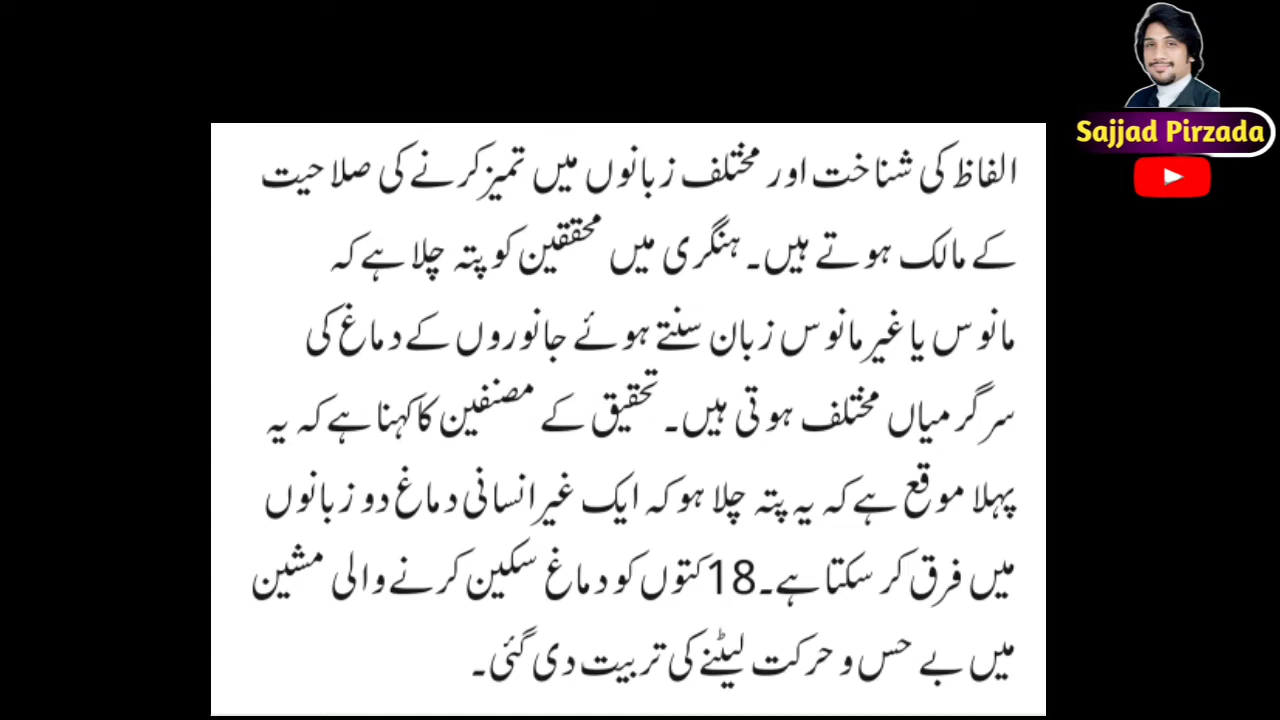 Sajjad Pirzada
الفاظ کی شناخت اور مختلف زبانوں میں تمیز کرنے کی صلاحیت
کے مالک ہوتے ہیں۔ ہنگری میں محققین کو پتہ چلا ہے کہ
مانوس یا غیر مانوس زبان سنتے ہوئے جانوروں کے دماغ کی
سرگرمیاں مختلف ہوتی ہیں۔ تحقیق کے مصنفین کا کہنا ہے کہ یہ
پہلا موقع ہے کہ یہ پتہ چلا ہو کہ ایک غیر انسانی دماغ دو زبانوں
میں فرق کر سکتا ہے۔ 18 کتوں کو دماغ سکین کرنے والی مشین
میں بے حس و حرکت لیٹنے کی تربیت دی گئی۔